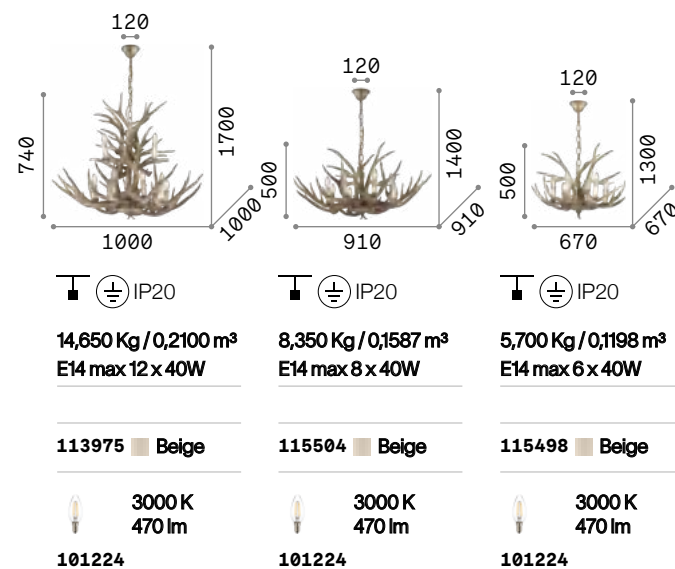 120
740
1700
1000
1000
IP20
14,650 Kg / 0,2100 m³
E14 max 12 x 40W
113975 Beige
3000 K
470 lm
101224
120
500
1400
910
910
IP20
8,350 Kg / 0,1587 m³
E14 max 8 x 40W
115504 Beige
3000 K
470 lm
101224
120
500
1300
670
670
IP20
5,700 Kg / 0,1198 m³
E14 max 6 x 40W
115498 Beige
3000 K
470 lm
101224